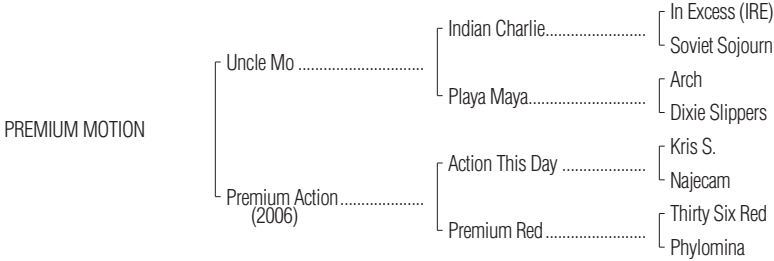 In Excess (IRE)
Indian Charlie........................
Soviet Sojourn
Uncle Mo ..............................
Arch
Playa Maya............................
Dixie Slippers
PREMIUM MOTION
Kris S.
Action This Day ....................
Najecam
Premium Action....................
(2006)
Thirty Six Red
Premium Red........................
Phylomina